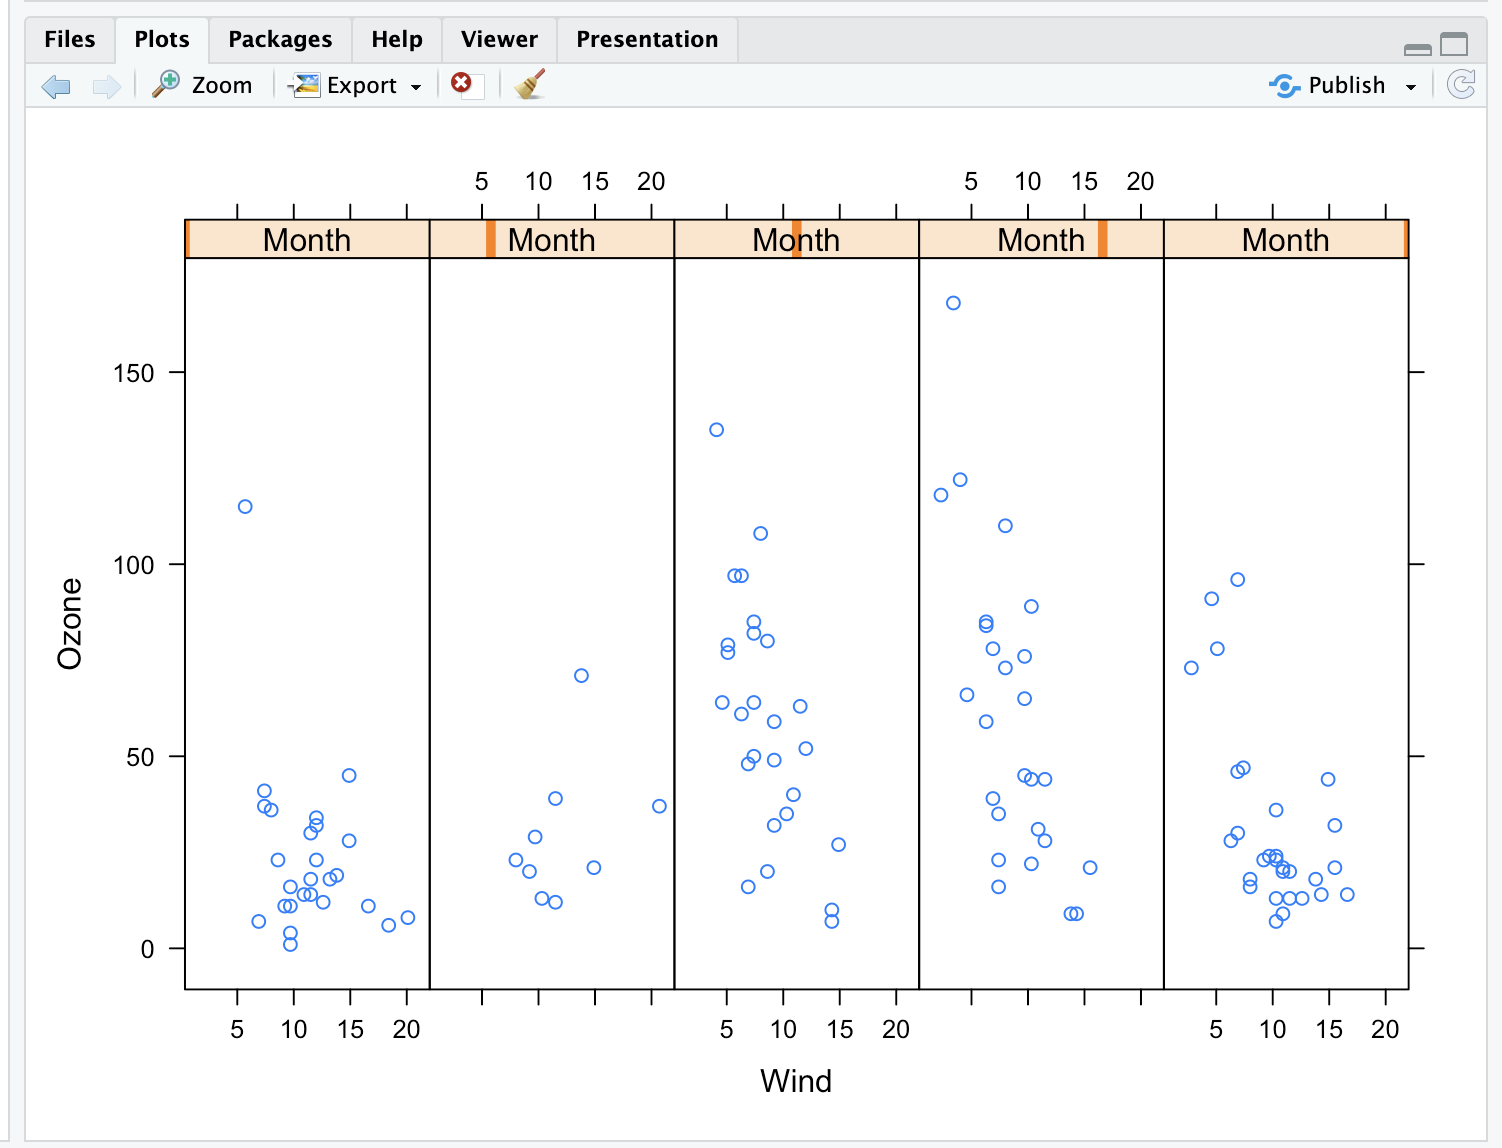 Files Plots Packages Help Viewer Presentation
Zoom Export Publish
5 10 15 20 5 10 15 20
Month Month Month Month Month
150
100
50
0
Ozone
5 10 15 20 5 10 15 20 5 10 15 20
Wind